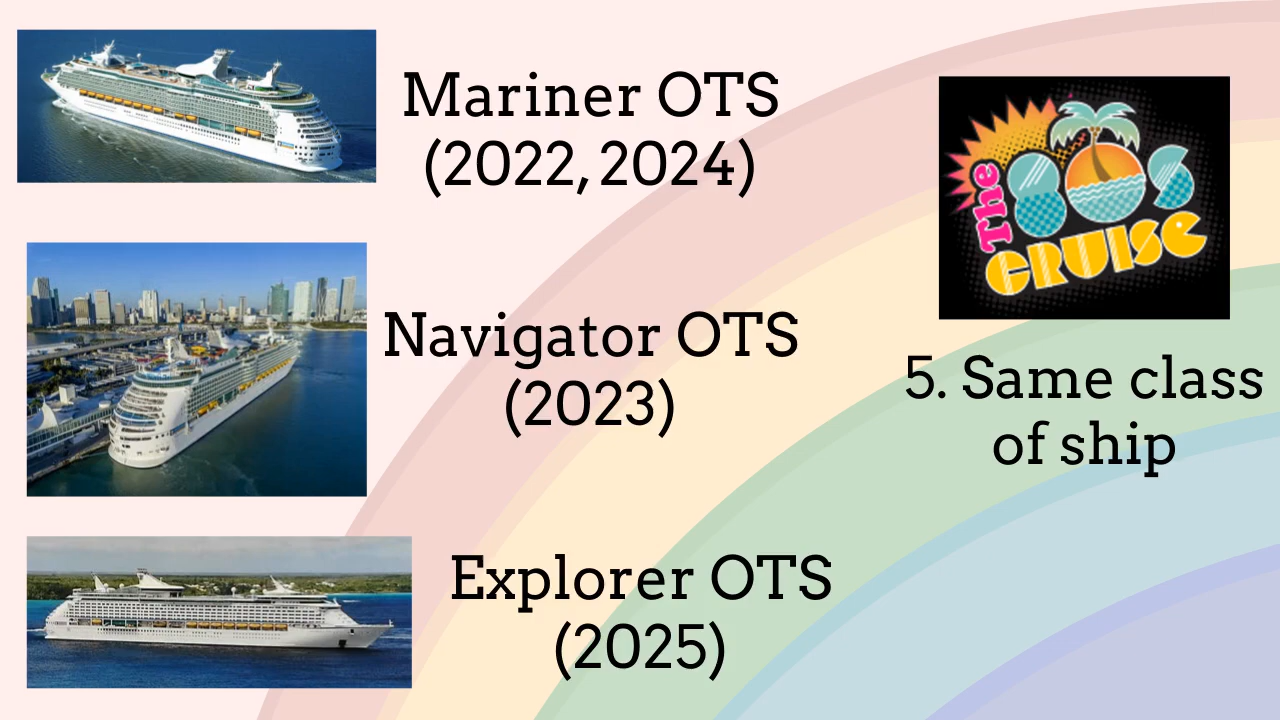 Mariner OTS
(2022, 2024)
Navigator OTS
(2023)
Explorer OTS
(2025)
The
80s
CRUISE
5. Same class
of ship